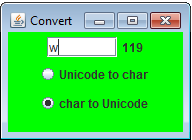 Convert
w 119
Unicode to char
char to Unicode